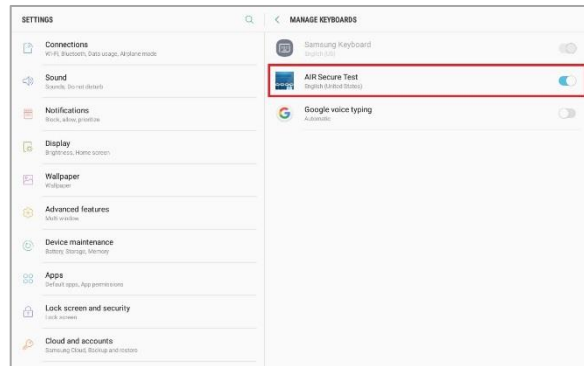 SETTINGS
Connections
Wi-Fi, Bluetooth, Data usage, Airplane mode
Sound
Sounds, Do not disturb
Notifications
Block, allow, prioritize
Display
Brightness, Home screen
Wallpaper
Wallpaper
Advanced features
Multi window
Device maintenance
Battery, Storage, Memory
Apps
Default apps, App permissions
Lock screen and security
Lock screen
Cloud and accounts
Samsung Cloud, Backup and restore
MANAGE KEYBOARDS
Samsung Keyboard
English (US)
AIR Secure Test
English (United States)
Google voice typing
Automatic